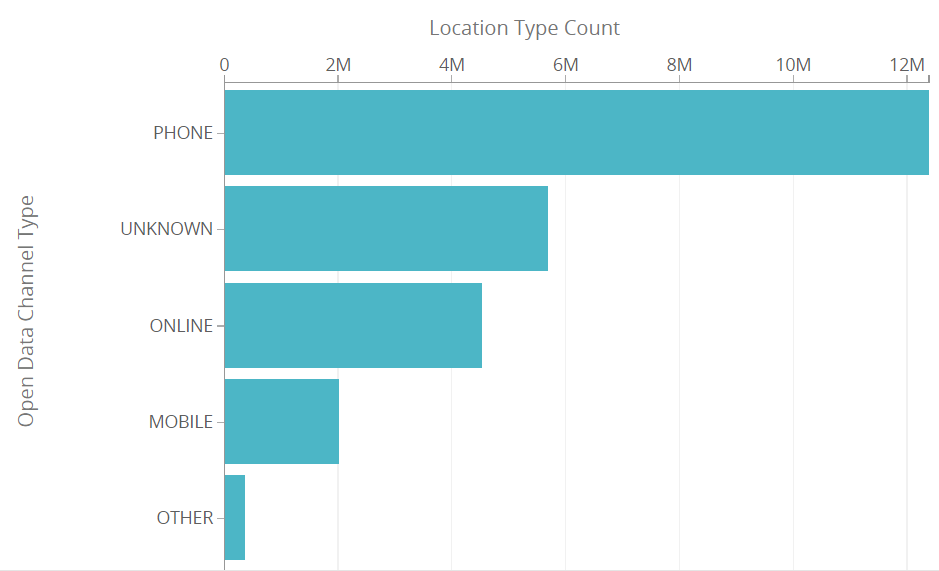 Location Type Count
0 2M 4M 6M 8M 10M 12M
Open Data Channel Type
PHONE
UNKNOWN
ONLINE
MOBILE
OTHER